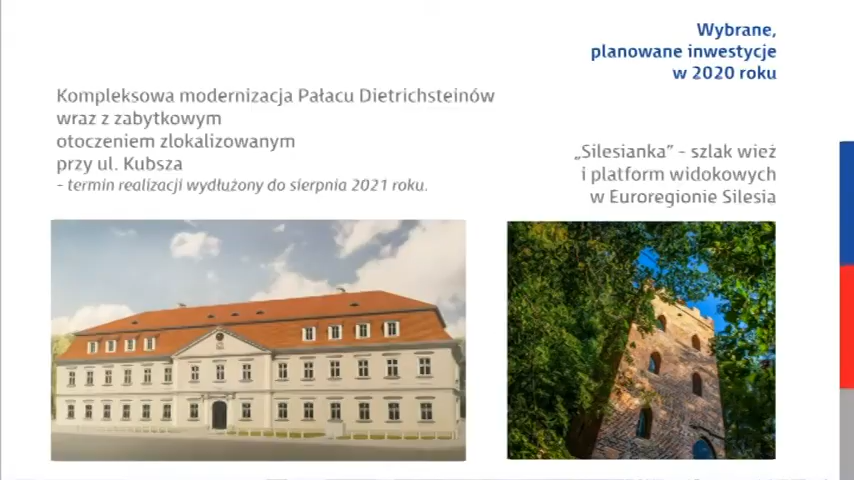 Wybrane,
planowane inwestycje
w 2020 roku
Kompleksowa modernizacja Pałacu Dietrichsteinów
wraz z zabytkowym
otoczeniem zlokalizowanym
przy ul. Kubsza
- termin realizacji wydłużony do sierpnia 2021 roku.
„Silesianka” - szlak wież
i platform widokowych
w Euroregionie Silesia